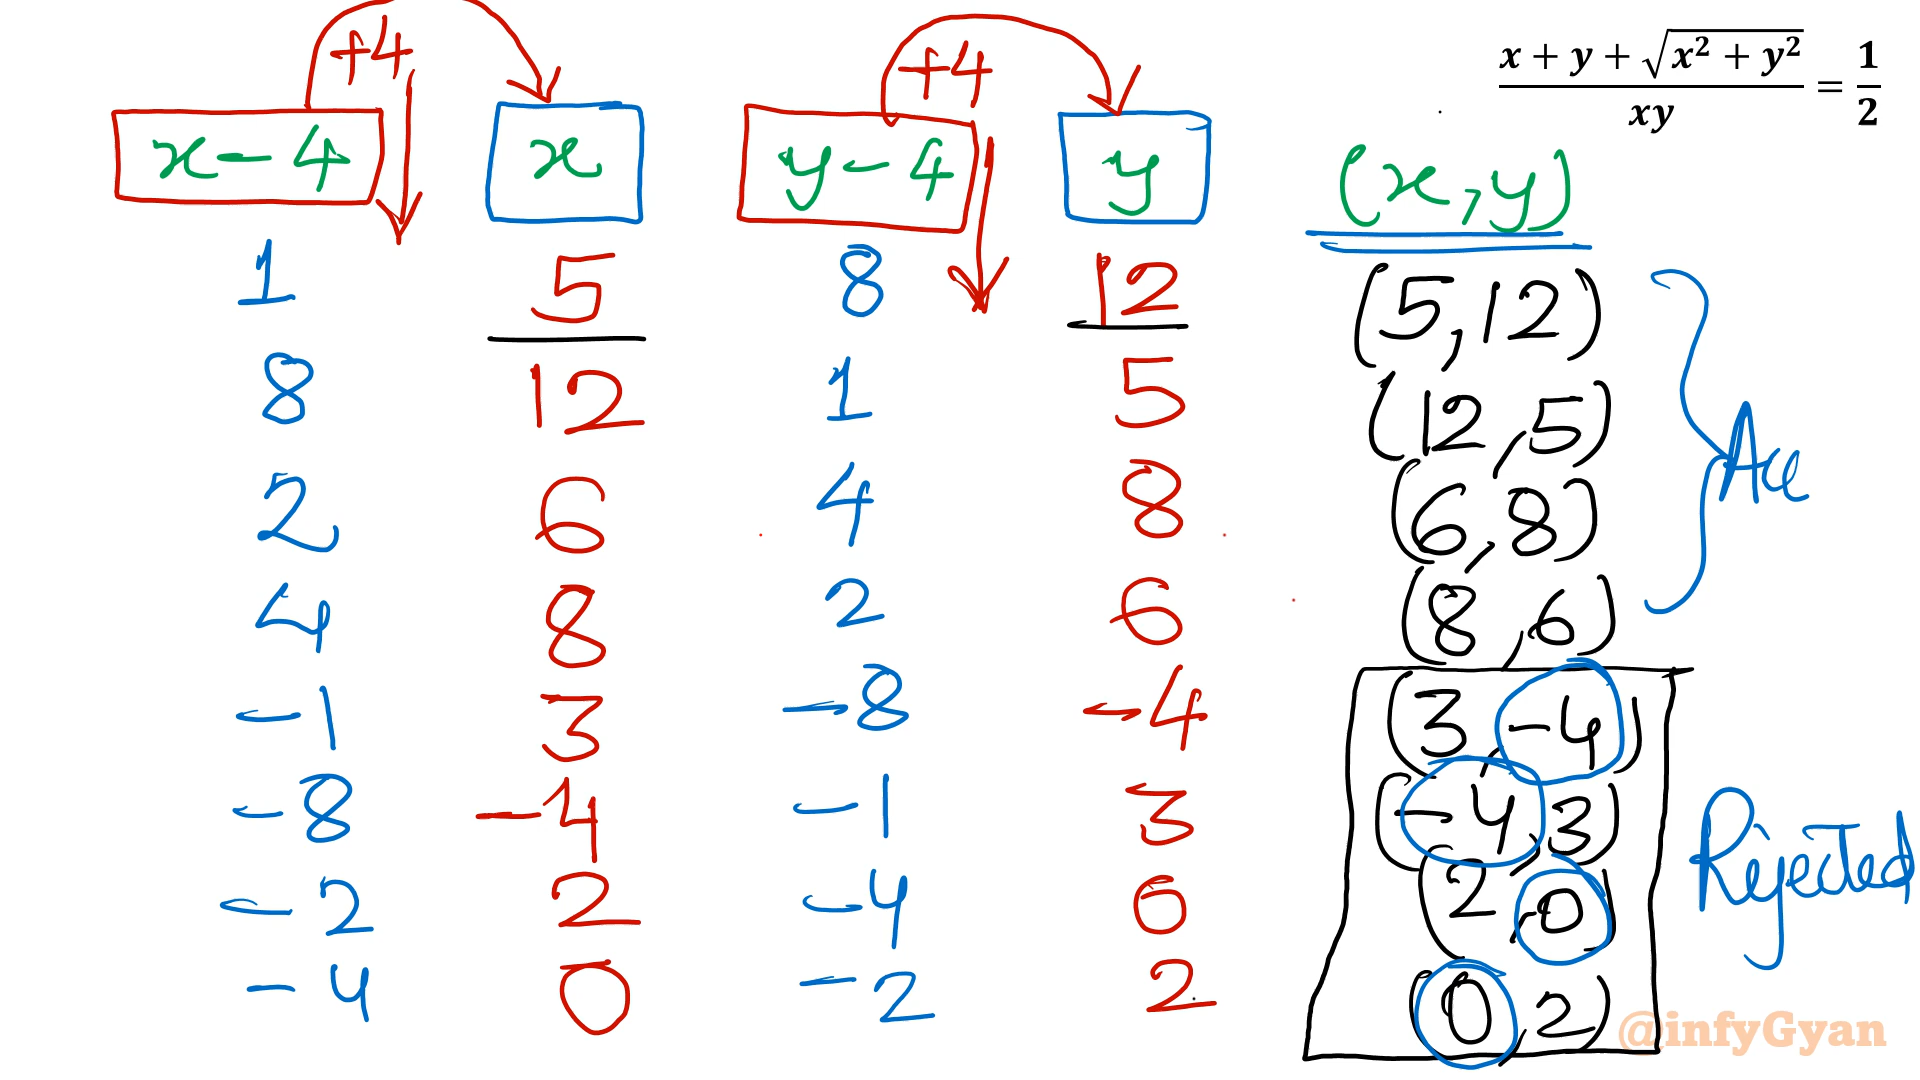 +4 +4 x + y + √(x² + y²) / xy = 1/2
x - 4 x y - 4 y (x, y)
1 5 8 12 (5, 12)
8 12 1 5 (12, 5)
Acc
2 6 4 8 (6, 8)
4 8 2 6 (8, 6)
-1 3 -8 -4 (3, -4)
-8 -4 -1 3 (-4, 3)
Rejected
-2 2 -4 0 (2, 0)
-4 0 -2 2 (0, 2)
@infyGyan